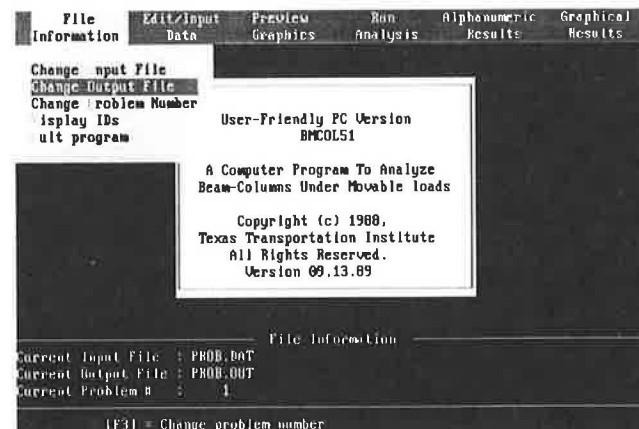 File Edit/Input Preview Run Alphanumeric Graphical
Information Data Graphics Analysis Results Results
Change nput File
Change Output File
Change roblem Number
isplay IDs
uit program
User-Friendly PC Version
BMCOL51
A Computer Program To Analyze
Beam-Columns Under Movable loads
Copyright (c) 1988,
Texas Transportation Institute
All Rights Reserved.
Version 09.13.89
File Information
Current Input File : PROB.DAT
Current Output File : PROB.OUT
Current Problem # : 1
[F3] = Change problem number